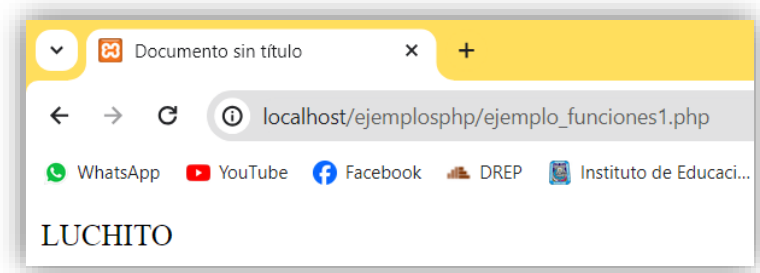 Documento sin título
localhost/ejemplosphp/ejemplo_funciones1.php
WhatsApp YouTube Facebook DREP Instituto de Educaci...
LUCHITO